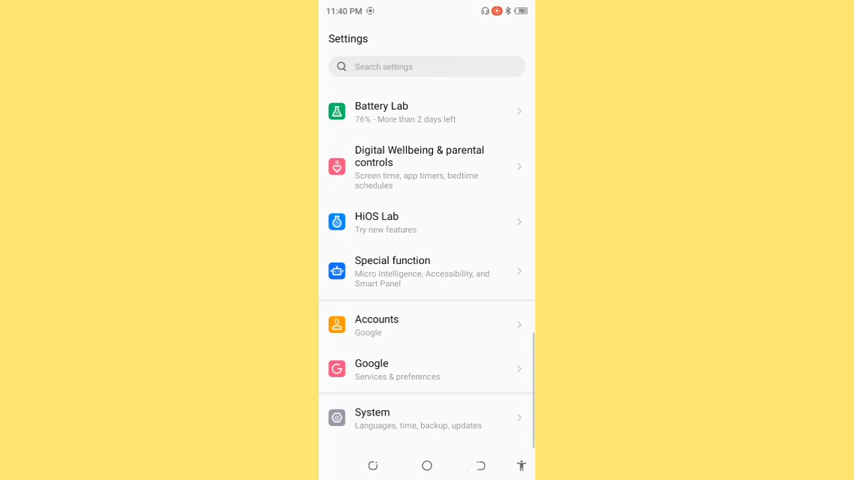 11:40 PM
Settings
Search settings
Battery Lab
76% - More than 2 days left
Digital Wellbeing & parental
controls
Screen time, app timers, bedtime
schedules
HiOS Lab
Try new features
Special function
Micro Intelligence, Accessibility, and
Smart Panel
Accounts
Google
Google
Services & preferences
System
Languages, time, backup, updates